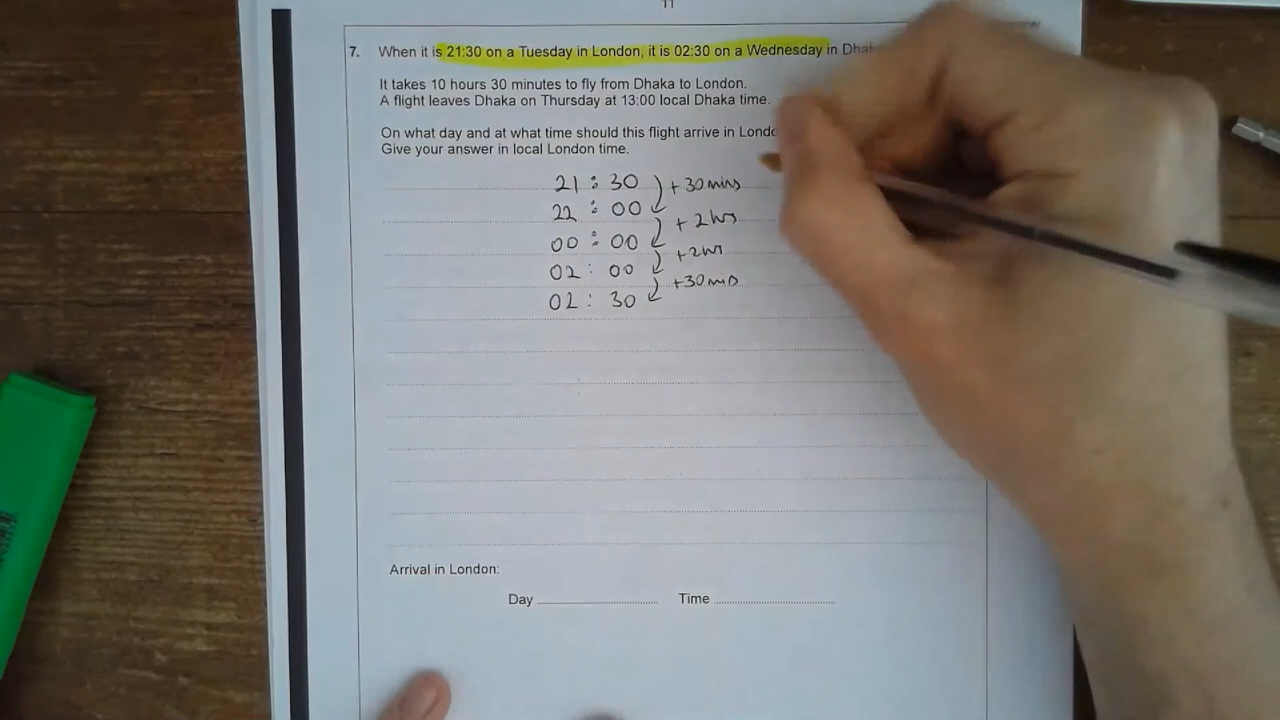 11
7. When it is 21:30 on a Tuesday in London, it is 02:30 on a Wednesday in
It takes 10 hours 30 minutes to fly from Dhaka to London.
A flight leaves Dhaka on Thursday at 13:00 local Dhaka time.
On what day and at what time should this flight arrive in
Give your answer in local London time.
21 : 30 + 30 mins
22 : 00 + 2 hrs
00 : 00 + 2hr
02 : 00 +30min
02 : 30
Arrival in London:
Day Time